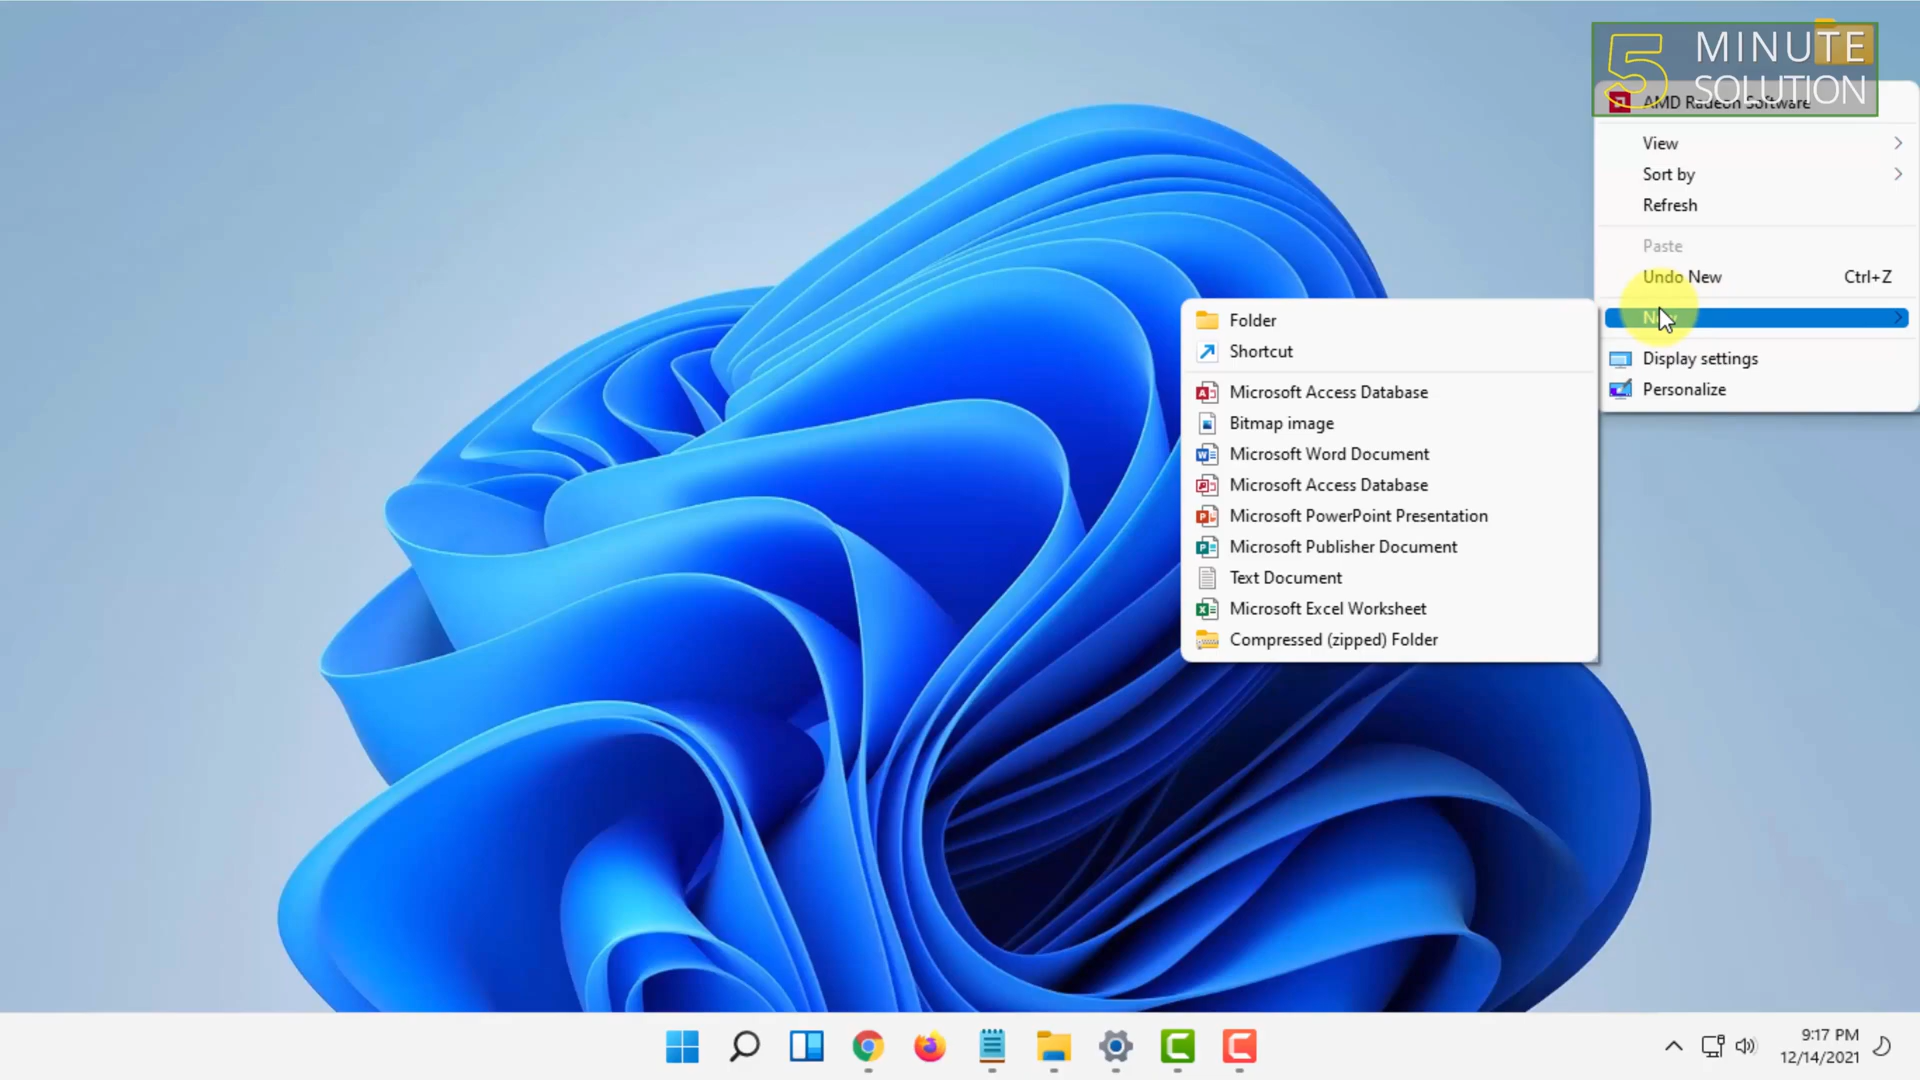 5 MINUTE
SOLUTION
AMD Radeon Software
View
Sort by
Refresh
Paste
Undo New Ctrl+Z
New
Display settings
Personalize
Folder
Shortcut
Microsoft Access Database
Bitmap image
Microsoft Word Document
Microsoft Access Database
Microsoft PowerPoint Presentation
Microsoft Publisher Document
Text Document
Microsoft Excel Worksheet
Compressed (zipped) Folder
9:17 PM
12/14/2021